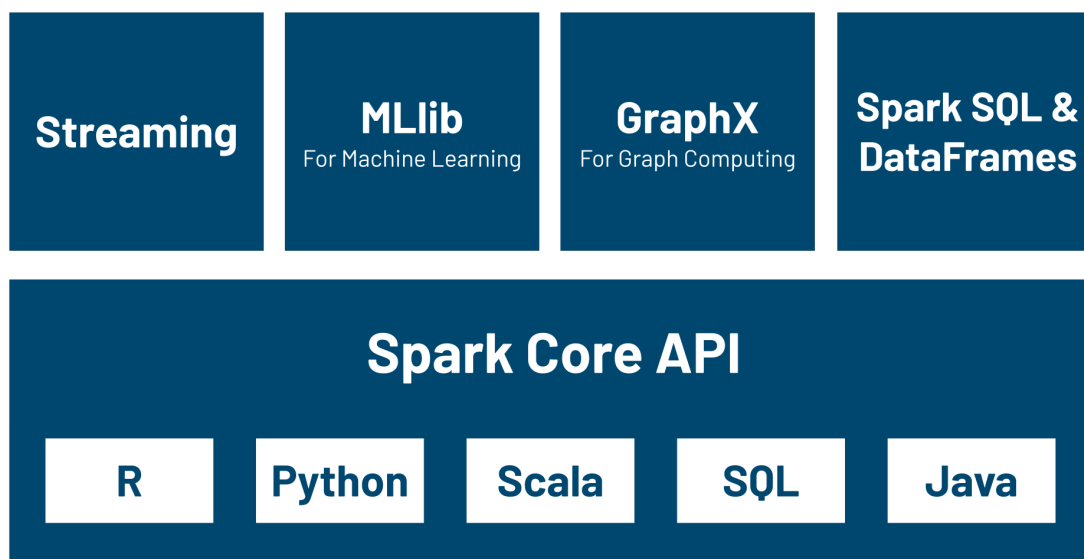 Streaming
MLlib
For Machine Learning
GraphX
For Graph Computing
Spark SQL &
DataFrames
Spark Core API
R
Python
Scala
SQL
Java